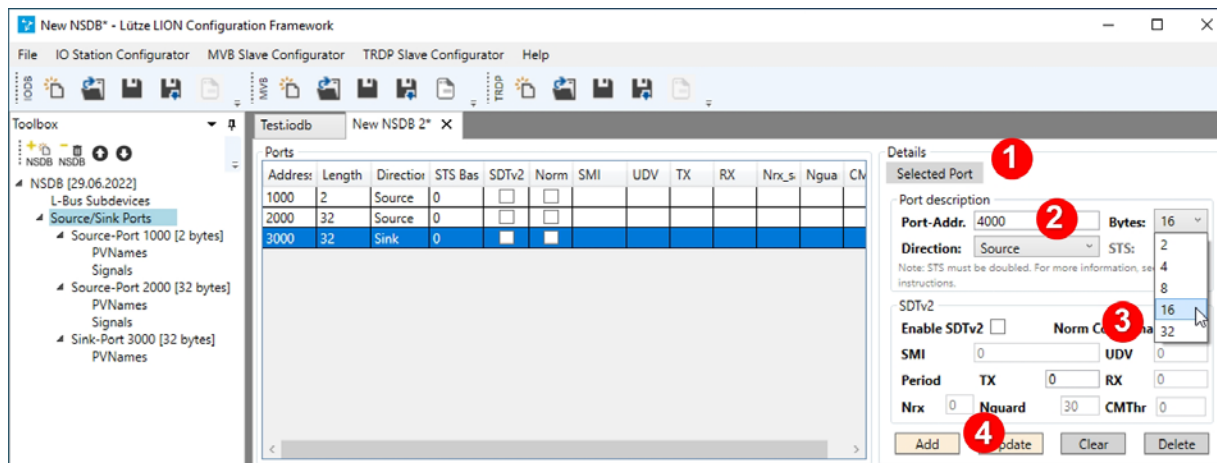 New NSDB* - Lütze LION Configuration Framework
File IO Station Configurator MVB Slave Configurator TRDP Slave Configurator Help
IODB MVB TRDP
Toolbox
NSDB NSDB
NSDB [29.06.2022]
L-Bus Subdevices
Source/Sink Ports
Source-Port 1000 [2 bytes]
PVNames
Signals
Source-Port 2000 [32 bytes]
PVNames
Signals
Sink-Port 3000 [32 bytes]
PVNames
Test.iodb New NSDB 2*
Ports
Address Length Direction STS Bas SDTv2 Norm SMI UDV TX RX Nrx_s Ngua CM
1000 2 Source 0
2000 32 Source 0
3000 32 Sink 0
Details
1
Selected Port
Port description
Port-Addr. 4000 2 Bytes: 16
Direction: Source STS:
Note: STS must be doubled. For more information, see
instructions.
2
4
8
16
32
SDTv2
Enable SDTv2 Norm 3
SMI 0 UDV 0
Period TX 0 RX 0
Nrx 0 Nguard 30 CMThr 0
Add 4 Update Clear Delete